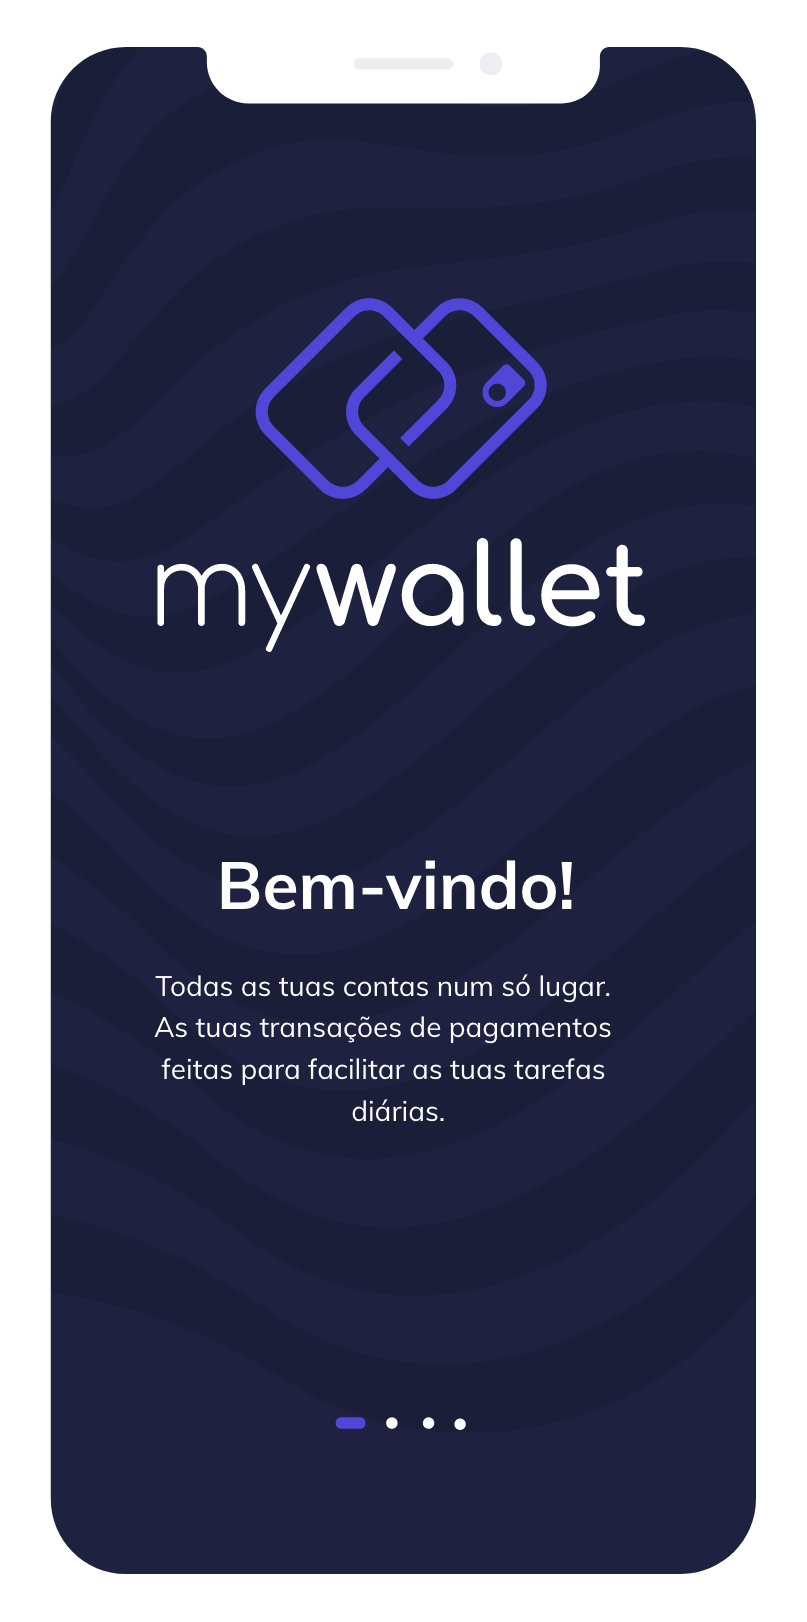 mywallet
Bem-vindo!
Todas as tuas contas num só lugar.
As tuas transações de pagamentos
feitas para facilitar as tuas tarefas
diárias.